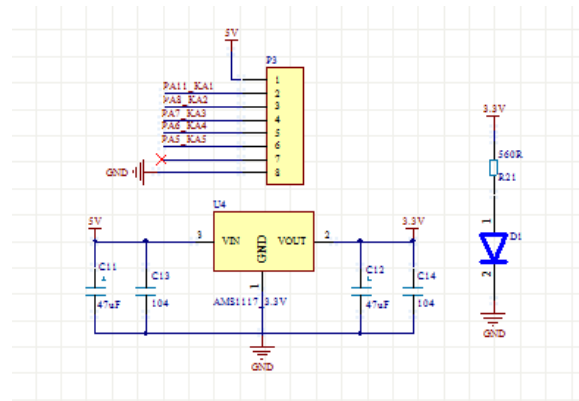 5V
P3
1
PA11_KA1
2
PA8_KA2
3
PA7_KA3
4
PA6_KA4
5
PA5_KA5
6
7
GND
8
3.3V
560R
R21
1
D1
2
GND
U4
5V
3
VIN
GND
VOUT
2
3.3V
C11
+
47uF
C13
104
1
AMS1117_3.3V
C12
+
47uF
C14
104
GND